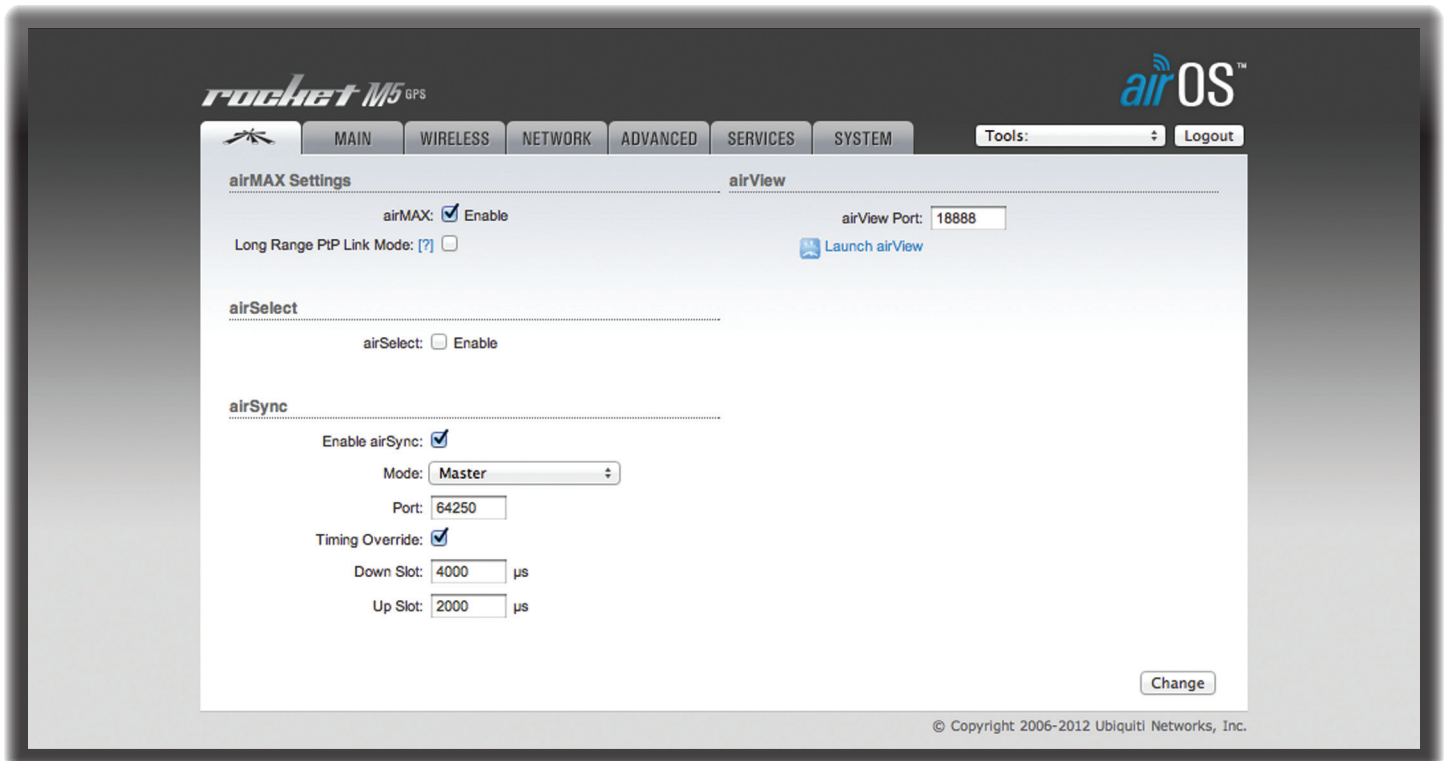 rocket M5 GPS
airOS™
MAIN WIRELESS NETWORK ADVANCED SERVICES SYSTEM Tools: Logout
airMAX Settings
airMAX: Enable
Long Range PtP Link Mode: [?]
airView
airView Port: 18888
Launch airView
airSelect
airSelect: Enable
airSync
Enable airSync:
Mode: Master
Port: 64250
Timing Override:
Down Slot: 4000 µs
Up Slot: 2000 µs
Change
© Copyright 2006-2012 Ubiquiti Networks, Inc.